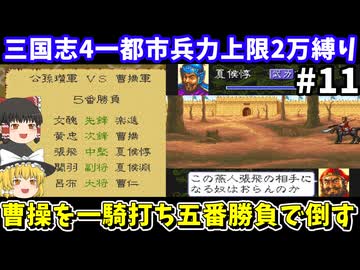 三国志4一都市兵力上限2万縛り
#11
公孫瓚軍 VS 曹操軍
5番勝負
文醜 先鋒 楽進
黄忠 次鋒 曹操
張飛 中堅 夏侯惇
関羽 副将 夏侯淵
呂布 大将 曹仁
夏侯惇
武力
この燕人張飛の相手に
なる奴はおらんのか
曹操を一騎打ち五番勝負で倒す